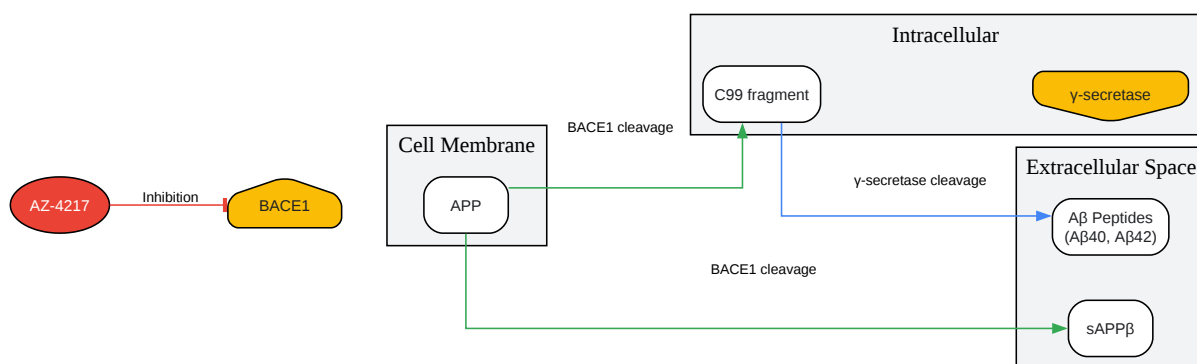 Intracellular
C99 fragment
γ-secretase
BACE1 cleavage
Cell Membrane
APP
Extracellular Space
γ-secretase cleavage
AZ-4217
Inhibition
BACE1
Aβ Peptides
(Aβ40, Aβ42)
BACE1 cleavage
sAPPβ